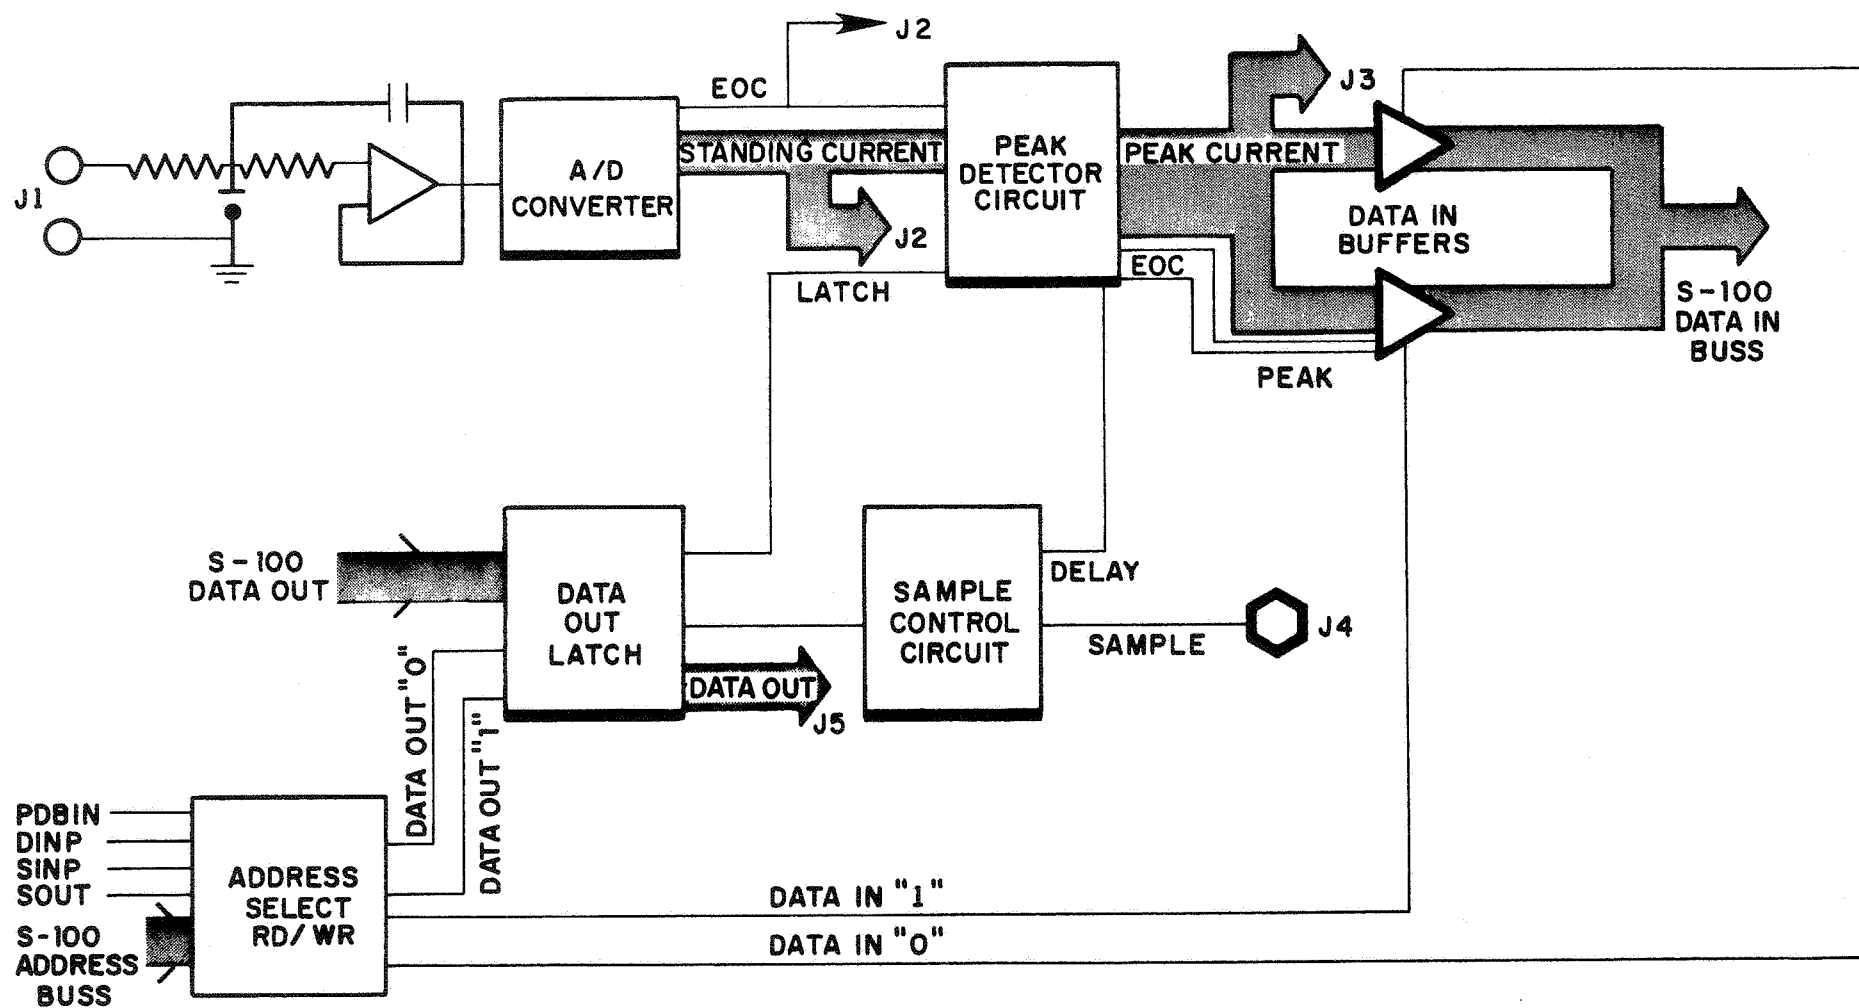 J2
EOC
J3
J1
A/D
CONVERTER
STANDING CURRENT
PEAK
DETECTOR
CIRCUIT
PEAK CURRENT
DATA IN
BUFFERS
J2
LATCH
EOC
PEAK
S-100
DATA IN
BUSS
S-100
DATA OUT
DATA
OUT
LATCH
SAMPLE
CONTROL
CIRCUIT
DELAY
SAMPLE
J4
DATA OUT
J5
DATA OUT "0"
DATA OUT "1"
PDBIN
DINP
SINP
SOUT
S-100
ADDRESS
BUSS
ADDRESS
SELECT
RD/WR
DATA IN "1"
DATA IN "0"